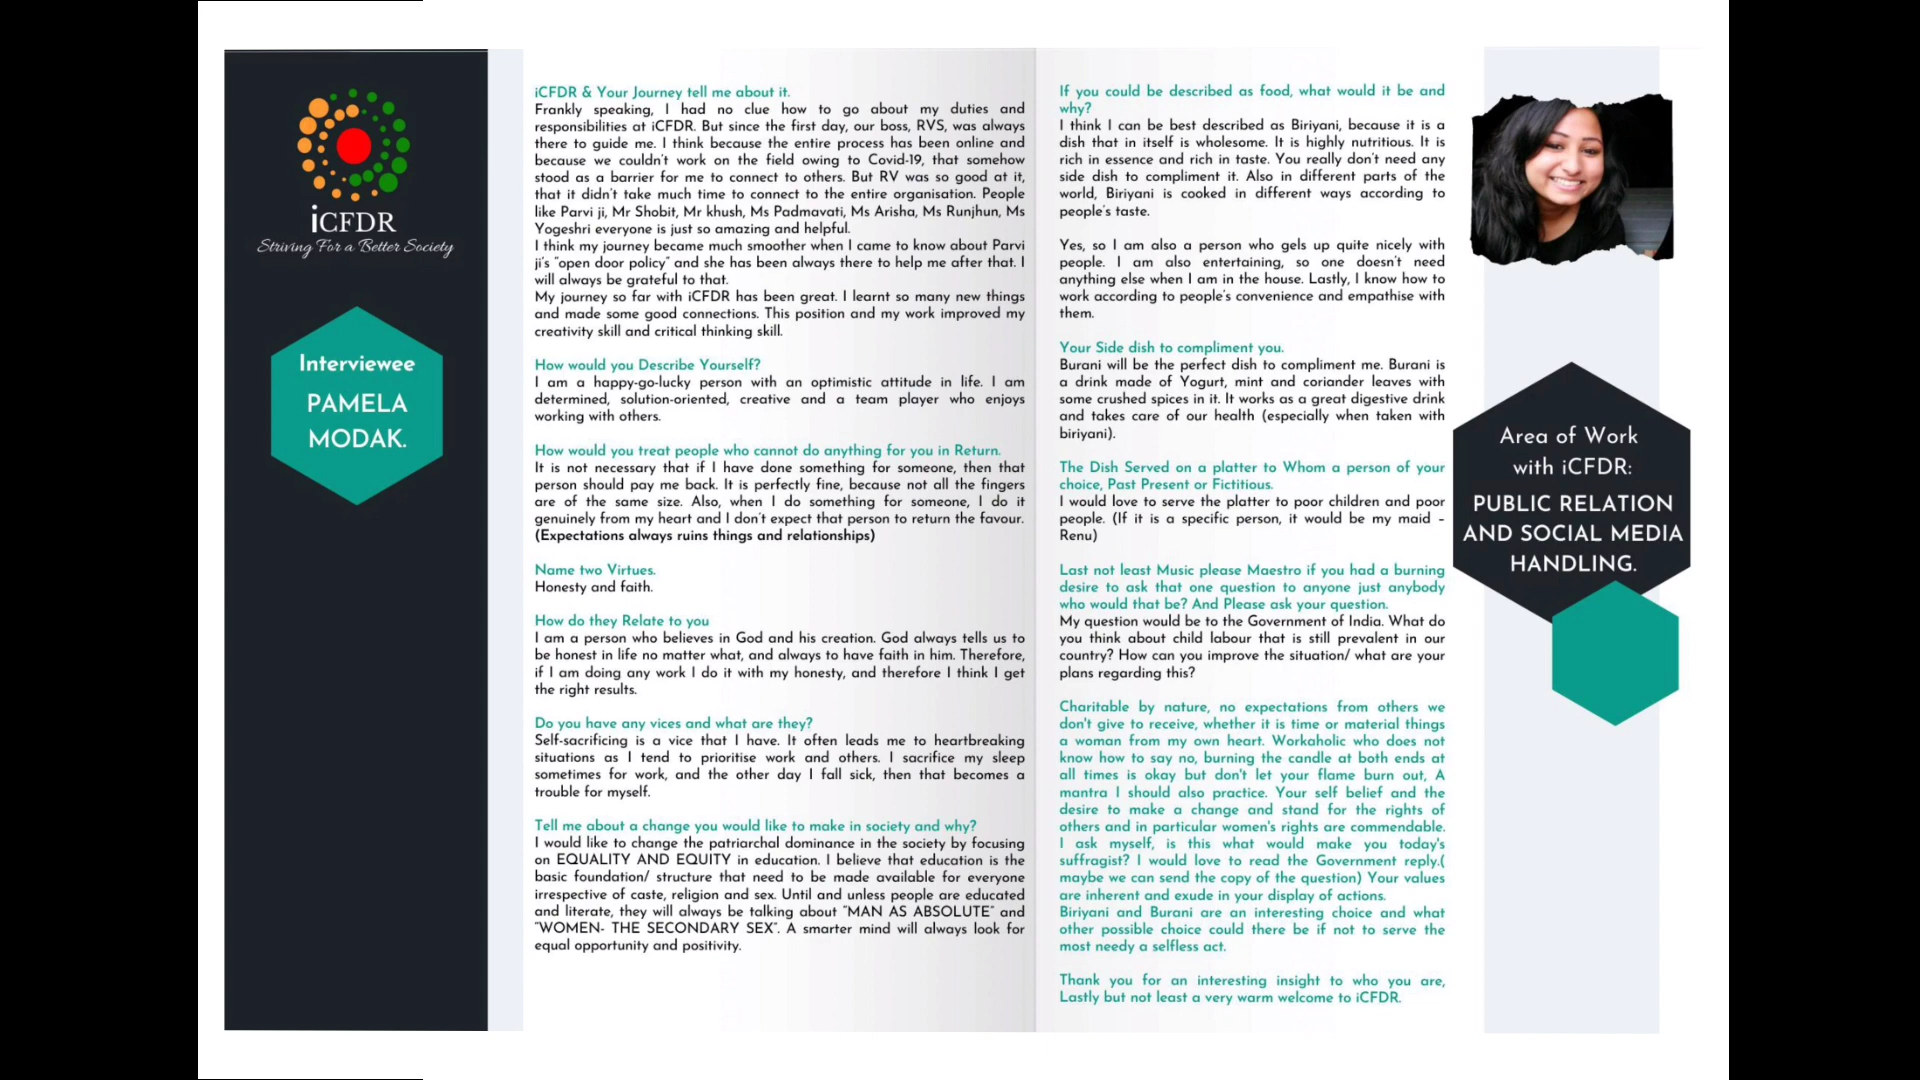 iCFDR
Striving For a Better Society
Interviewee
PAMELA
MODAK.
iCFDR & Your Journey tell me about it.
Frankly speaking, I had no clue how to go about my duties and
responsibilities at iCFDR. But since the first day, our boss, RVS, was always
there to guide me. I think because the entire process has been online and
because we couldn't work on the field owing to Covid-19, that somehow
stood as a barrier for me to connect to others. But RV was so good at it,
that it didn't take much time to connect to the entire organisation. People
like Parvi ji, Mr Shobit, Mr khush, Ms Padmavati, Ms Arisha, Ms Runjhun, Ms
Yogeshri everyone is just so amazing and helpful.
I think my journey became much smoother when I came to know about Parvi
ji's "open door policy" and she has been always there to help me after that. I
will always be grateful to that.
My journey so far with iCFDR has been great. I learnt so many new things
and made some good connections. This position and my work improved my
creativity skill and critical thinking skill.
How would you Describe Yourself?
I am a happy-go-lucky person with an optimistic attitude in life. I am
determined, solution-oriented, creative and a team player who enjoys
working with others.
How would you treat people who cannot do anything for you in Return.
It is not necessary that if I have done something for someone, then that
person should pay me back. It is perfectly fine, because not all the fingers
are of the same size. Also, when I do something for someone, I do it
genuinely from my heart and I don't expect that person to return the favour.
(Expectations always ruins things and relationships)
Name two Virtues.
Honesty and faith.
How do they Relate to you
I am a person who believes in God and his creation. God always tells us to
be honest in life no matter what, and always to have faith in him. Therefore,
if I am doing any work I do it with my honesty, and therefore I think I get
the right results.
Do you have any vices and what are they?
Self-sacrificing is a vice that I have. It often leads me to heartbreaking
situations as I tend to prioritise work and others. I sacrifice my sleep
sometimes for work, and the other day I fall sick, then that becomes a
trouble for myself.
Tell me about a change you would like to make in society and why?
I would like to change the patriarchal dominance in the society by focusing
on EQUALITY AND EQUITY in education. I believe that education is the
basic foundation/ structure that need to be made available for everyone
irrespective of caste, religion and sex. Until and unless people are educated
and literate, they will always be talking about "MAN AS ABSOLUTE" and
"WOMEN- THE SECONDARY SEX". A smarter mind will always look for
equal opportunity and positivity.
If you could be described as food, what would it be and
why?
I think I can be best described as Biriyani, because it is a
dish that in itself is wholesome. It is highly nutritious. It is
rich in essence and rich in taste. You really don't need any
side dish to compliment it. Also in different parts of the
world, Biriyani is cooked in different ways according to
people's taste.
Yes, so I am also a person who gels up quite nicely with
people. I am also entertaining, so one doesn't need
anything else when I am in the house. Lastly, I know how to
work according to people's convenience and empathise with
them.
Your Side dish to compliment you.
Burani will be the perfect dish to compliment me. Burani is
a drink made of Yogurt, mint and coriander leaves with
some crushed spices in it. It works as a great digestive drink
and takes care of our health (especially when taken with
biriyani).
The Dish Served on a platter to Whom a person of your
choice, Past Present or Fictitious.
I would love to serve the platter to poor children and poor
people. (If it is a specific person, it would be my maid –
Renu)
Last not least Music please Maestro if you had a burning
desire to ask that one question to anyone just anybody
who would that be? And Please ask your question.
My question would be to the Government of India. What do
you think about child labour that is still prevalent in our
country? How can you improve the situation/ what are your
plans regarding this?
Charitable by nature, no expectations from others we
don't give to receive, whether it is time or material things
a woman from my own heart. Workaholic who does not
know how to say no, burning the candle at both ends at
all times is okay but don't let your flame burn out, A
mantra I should also practice. Your self belief and the
desire to make a change and stand for the rights of
others and in particular women's rights are commendable.
I ask myself, is this what would make you today's
suffragist? I would love to read the Government reply.(
maybe we can send the copy of the question) Your values
are inherent and exude in your display of actions.
Biriyani and Burani are an interesting choice and what
other possible choice could there be if not to serve the
most needy a selfless act.
Thank you for an interesting insight to who you are,
Lastly but not least a very warm welcome to iCFDR.
Area of Work
with iCFDR:
PUBLIC RELATION
AND SOCIAL MEDIA
HANDLING.